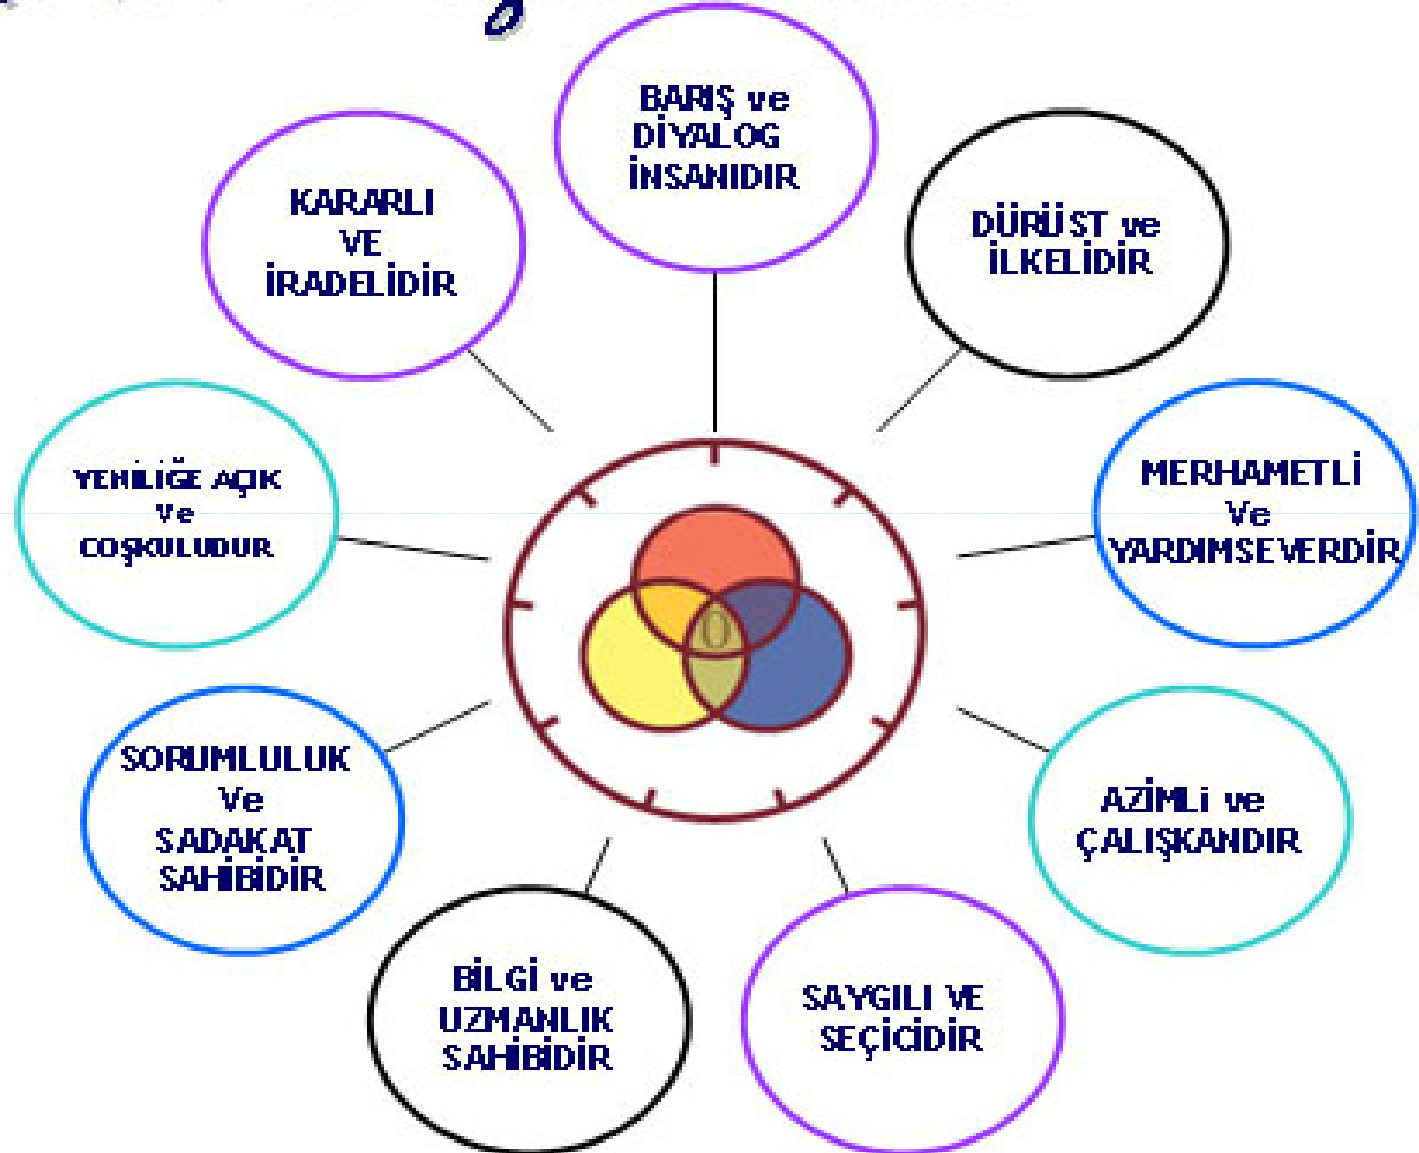 BARIŞ ve
DİYALOG
İNSANIDIR
DÜRÜST ve
İLKELİDİR
MERHAMETLİ
Ve
YARDIMSEVERDİR
AZİMLi ve
ÇALIŞKANDIR
SAYGILI VE
SEÇİCİDİR
BİLGİ ve
UZMANLIK
SAHİBİDİR
SORUMLULUK
Ve
SADAKAT
SAHİBİDİR
YENİLİĞE AÇIK
Ve
COŞKULUDUR
KARARLI
VE
İRADELİDİR
0